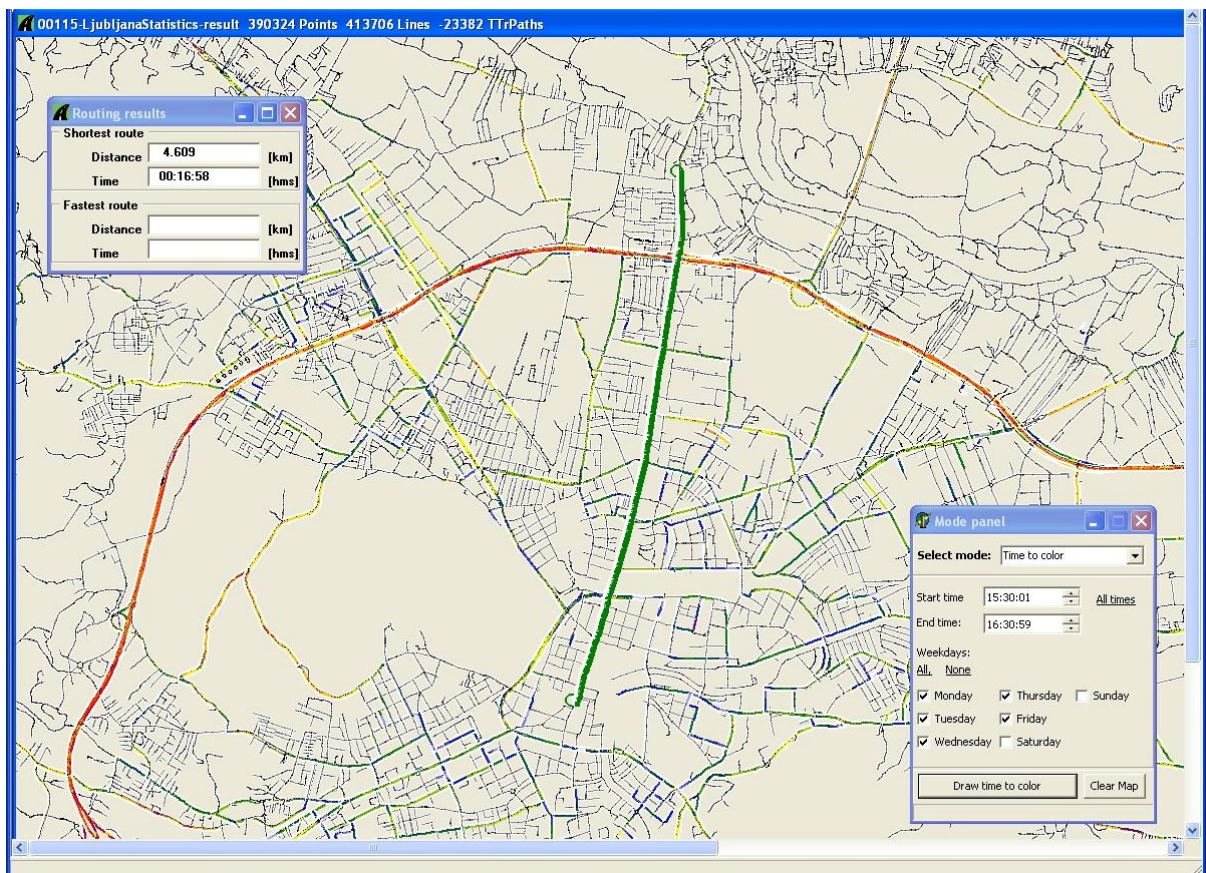 00115-LjubljanaStatistics-result 390324 Points 413706 Lines -23382 TTrPaths
Routing results
Shortest route
Distance 4.609 [km]
Time 00:16:58 [hms]
Fastest route
Distance [km]
Time [hms]
Mode panel
Select mode: Time to color
Start time 15:30:01 All times
End time: 16:30:59
Weekdays:
All, None
Monday Thursday Sunday
Tuesday Friday
Wednesday Saturday
Draw time to color Clear Map